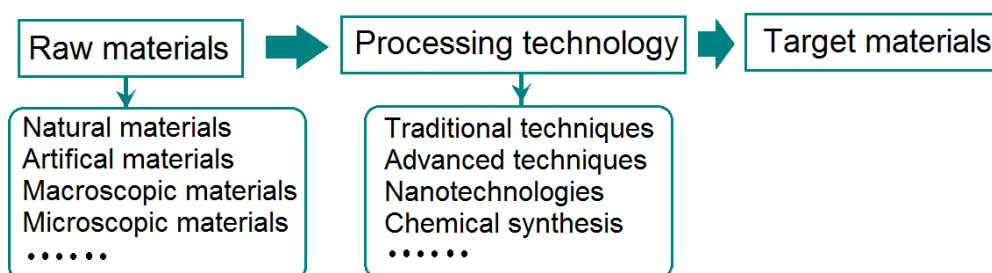 Raw materials
Processing technology
Target materials
Natural materials
Artifical materials
Macroscopic materials
Microscopic materials
......
Traditional techniques
Advanced techniques
Nanotechnologies
Chemical synthesis
......